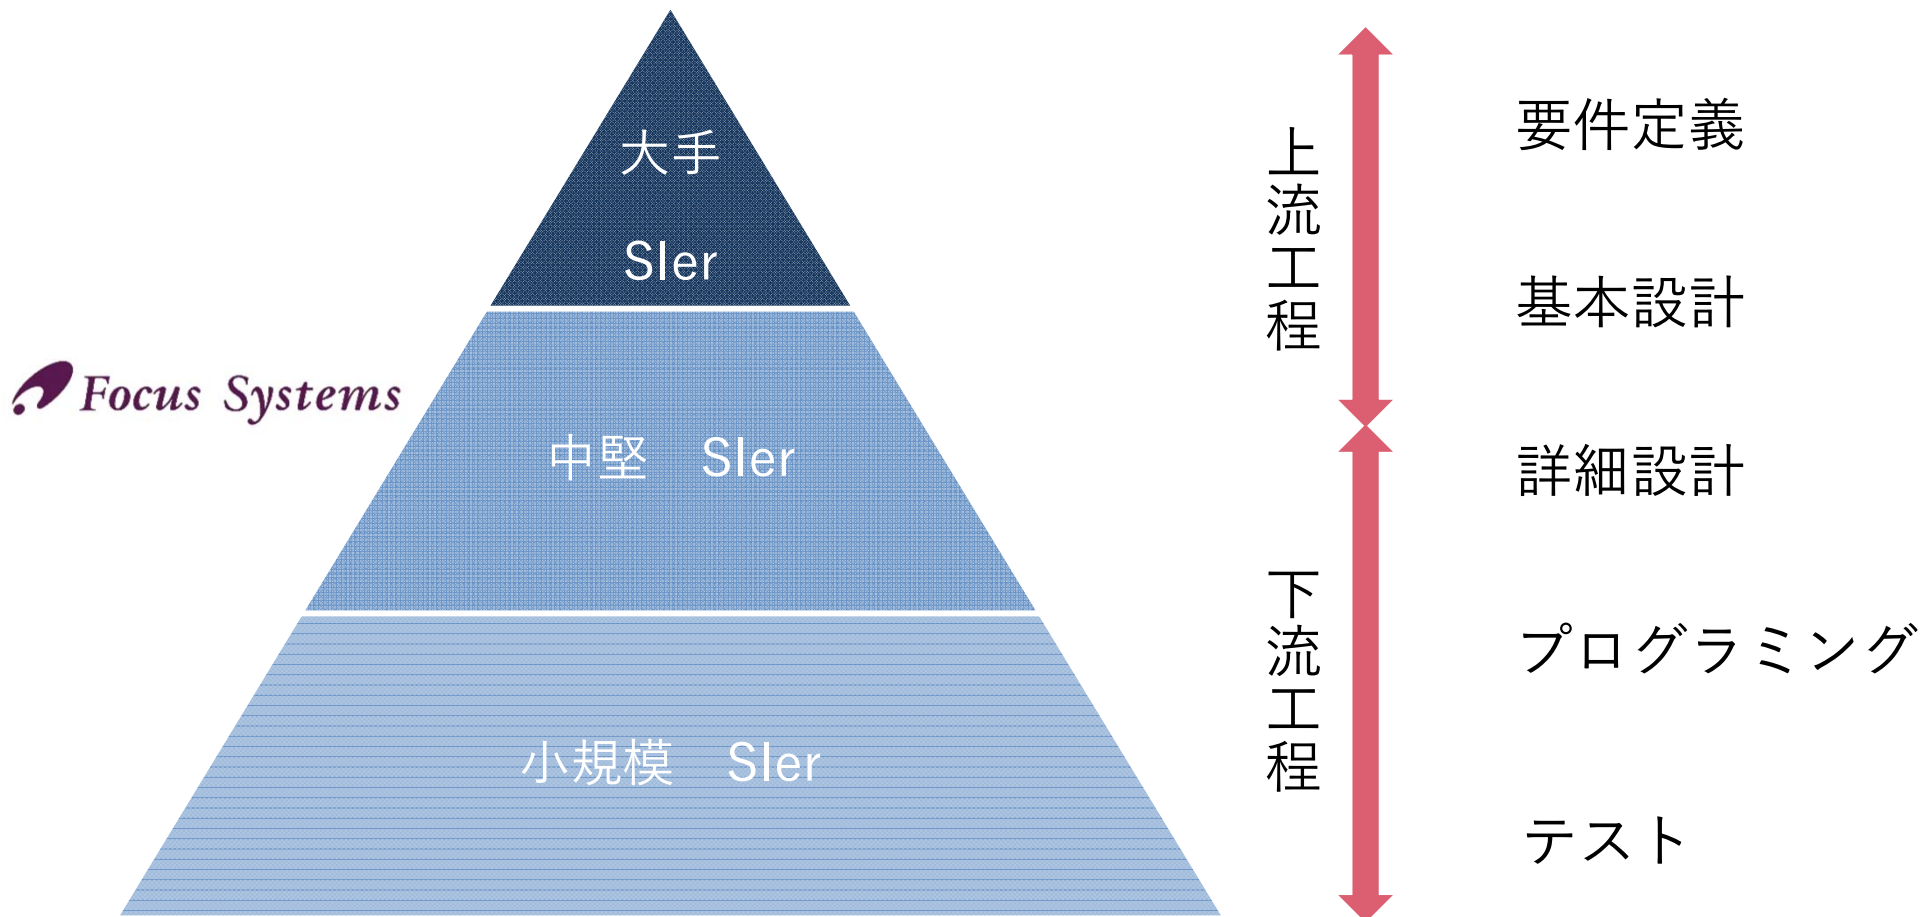 大手
SIer
Focus Systems
中堅　SIer
小規模　SIer
上流工程
下流工程
要件定義
基本設計
詳細設計
プログラミング
テスト